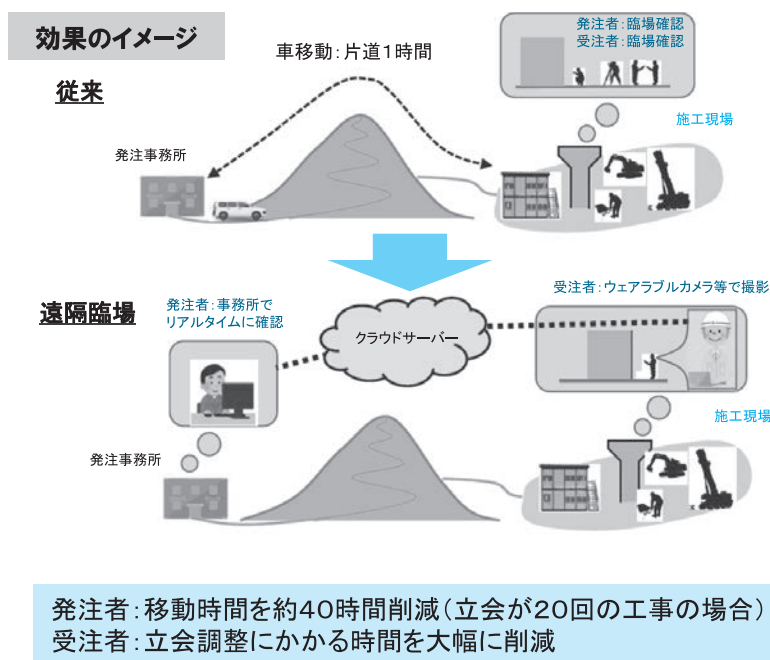 効果のイメージ
従来
車移動：片道1時間
発注者：臨場確認
受注者：臨場確認
施工現場
発注事務所
遠隔臨場
発注者：事務所で
リアルタイムに確認
クラウドサーバー
受注者：ウェアラブルカメラ等で撮影
施工現場
発注事務所
発注者：移動時間を約40時間削減（立会が20回の工事の場合）
受注者：立会調整にかかる時間を大幅に削減